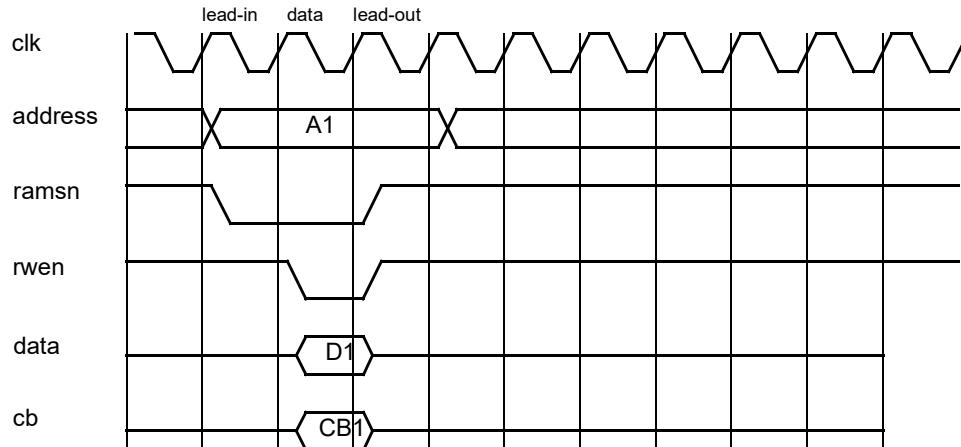 lead-in data lead-out
clk
address A1
ramsn
rwen
data D1
cb CB1